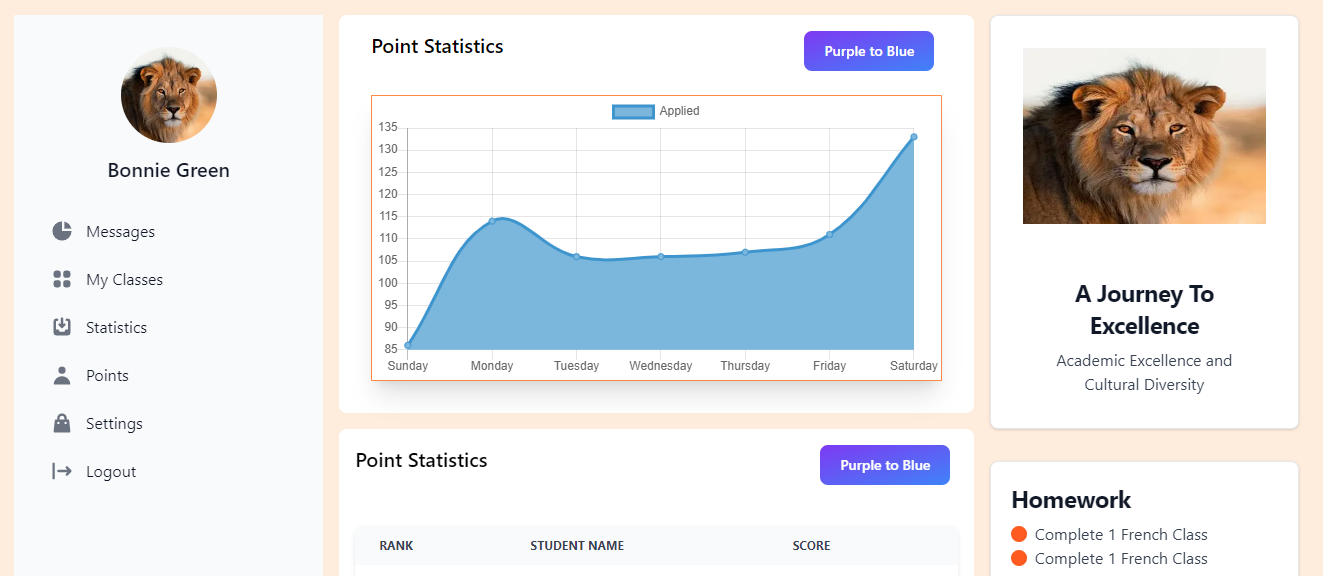 Bonnie Green
Messages
My Classes
Statistics
Points
Settings
Logout
Point Statistics
Purple to Blue
Applied
135
130
125
120
115
110
105
100
95
90
85
Sunday Monday Tuesday Wednesday Thursday Friday Saturday
Point Statistics
Purple to Blue
RANK STUDENT NAME SCORE
A Journey To
Excellence
Academic Excellence and
Cultural Diversity
Homework
Complete 1 French Class
Complete 1 French Class